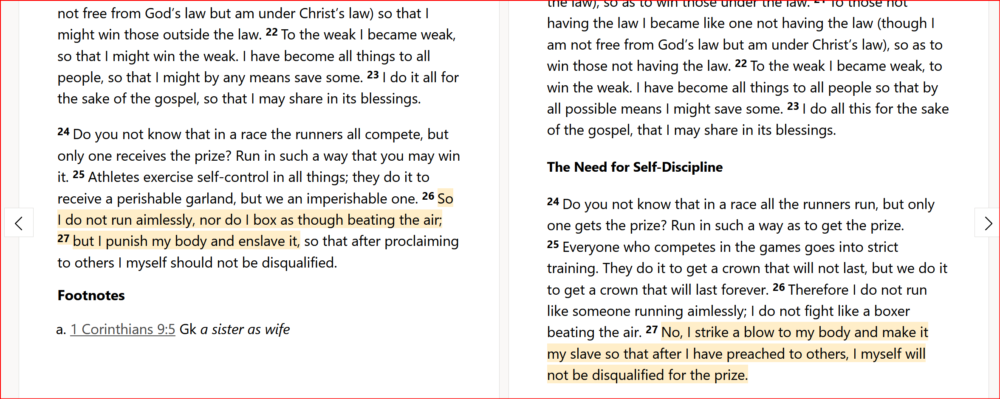 not free from God’s law but am under Christ’s law) so that I
might win those outside the law. 22 To the weak I became weak,
so that I might win the weak. I have become all things to all
people, so that I might by any means save some. 23 I do it all for
the sake of the gospel, so that I may share in its blessings.
24 Do you not know that in a race the runners all compete, but
only one receives the prize? Run in such a way that you may win
it. 25 Athletes exercise self-control in all things; they do it to
receive a perishable garland, but we an imperishable one. 26 So
I do not run aimlessly, nor do I box as though beating the air;
27 but I punish my body and enslave it, so that after proclaiming
to others I myself should not be disqualified.
Footnotes
a. 1 Corinthians 9:5 Gk a sister as wife
the law), so as to win those under the law. 21 To those not
having the law I became like one not having the law (though I
am not free from God’s law but am under Christ’s law), so as to
win those not having the law. 22 To the weak I became weak, to
win the weak. I have become all things to all people so that by
all possible means I might save some. 23 I do all this for the sake
of the gospel, that I may share in its blessings.
The Need for Self-Discipline
24 Do you not know that in a race all the runners run, but only
one gets the prize? Run in such a way as to get the prize.
25 Everyone who competes in the games goes into strict
training. They do it to get a crown that will not last, but we do it
to get a crown that will last forever. 26 Therefore I do not run
like someone running aimlessly; I do not fight like a boxer
beating the air. 27 No, I strike a blow to my body and make it
my slave so that after I have preached to others, I myself will
not be disqualified for the prize.